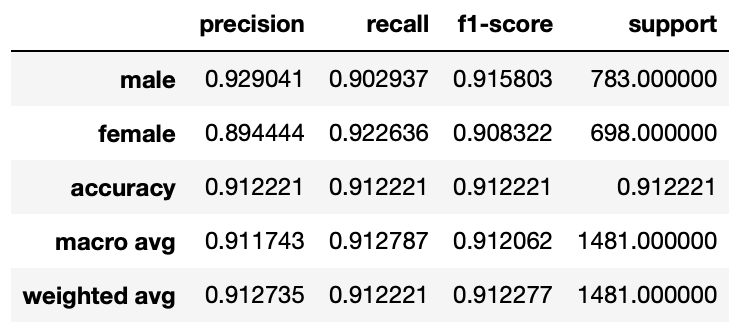 precision recall f1-score support
male 0.929041 0.902937 0.915803 783.000000
female 0.894444 0.922636 0.908322 698.000000
accuracy 0.912221 0.912221 0.912221 0.912221
macro avg 0.911743 0.912787 0.912062 1481.000000
weighted avg 0.912735 0.912221 0.912277 1481.000000